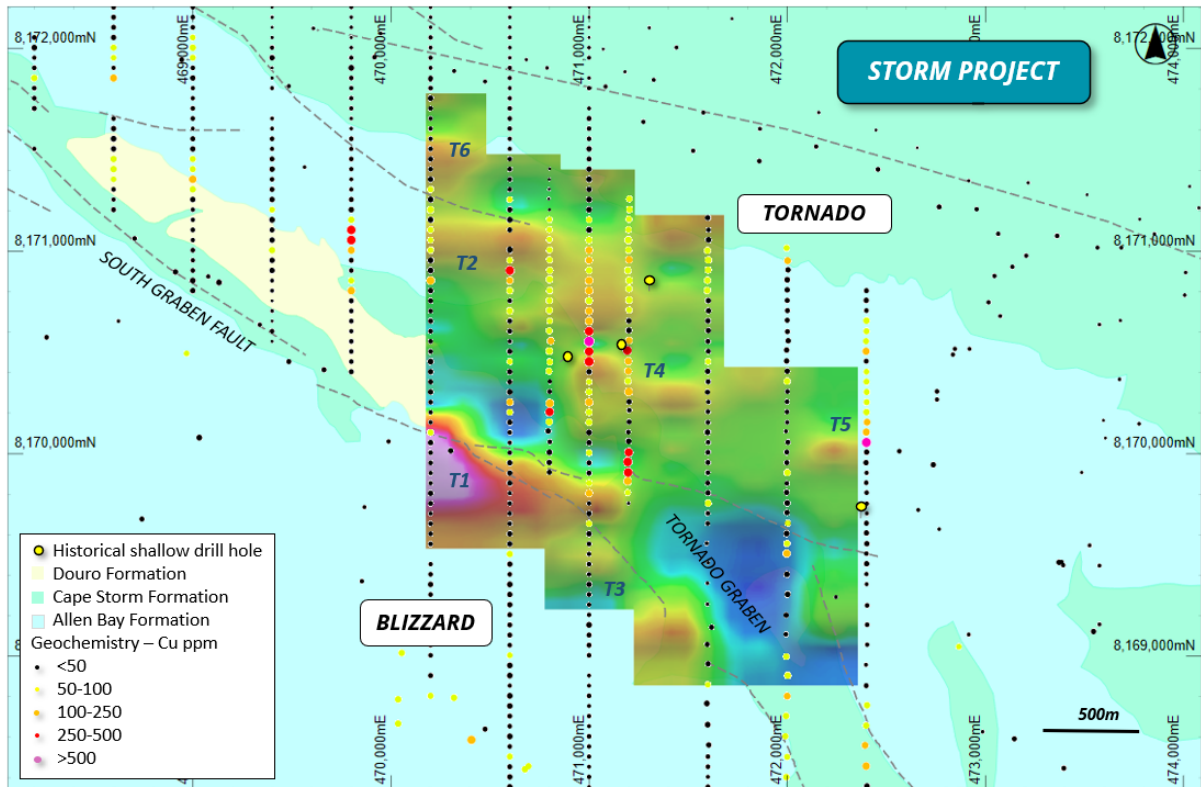 8,172,000mN
469,000mE
470,000mE
471,000mE
472,000mE
mE
474,000mE
8,172
STORM PROJECT
T6
TORNADO
8,171,000mN
T2
8,171,000mN
SOUTH GRABEN FAULT
T4
T5
8,170,000mN
8,170,000mN
T1
TORNADO GRABEN
T3
BLIZZARD
8,169,000mN
Historical shallow drill hole
Douro Formation
Cape Storm Formation
Allen Bay Formation
Geochemistry – Cu ppm
<50
50-100
100-250
250-500
>500
500m
470,000mE
471,000mE
472,000mE
473,000mE
474,000mE